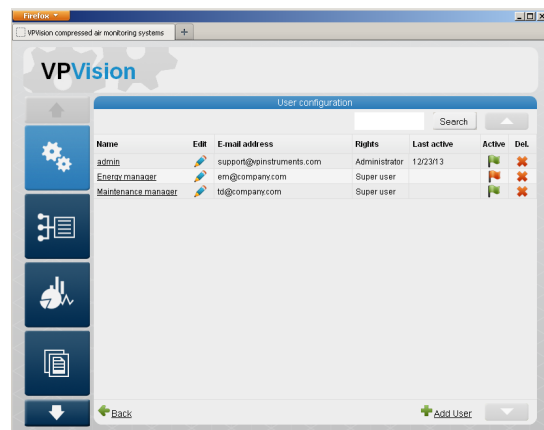 Firefox
VPVision compressed air monitoring systems
VPVision
User configuration
Search
Name Edit E-mail address Rights Last active Active Del.
admin support@vpinstruments.com Administrator 12/23/13
Energy manager em@company.com Super user
Maintenance manager td@company.com Super user
Back Add User